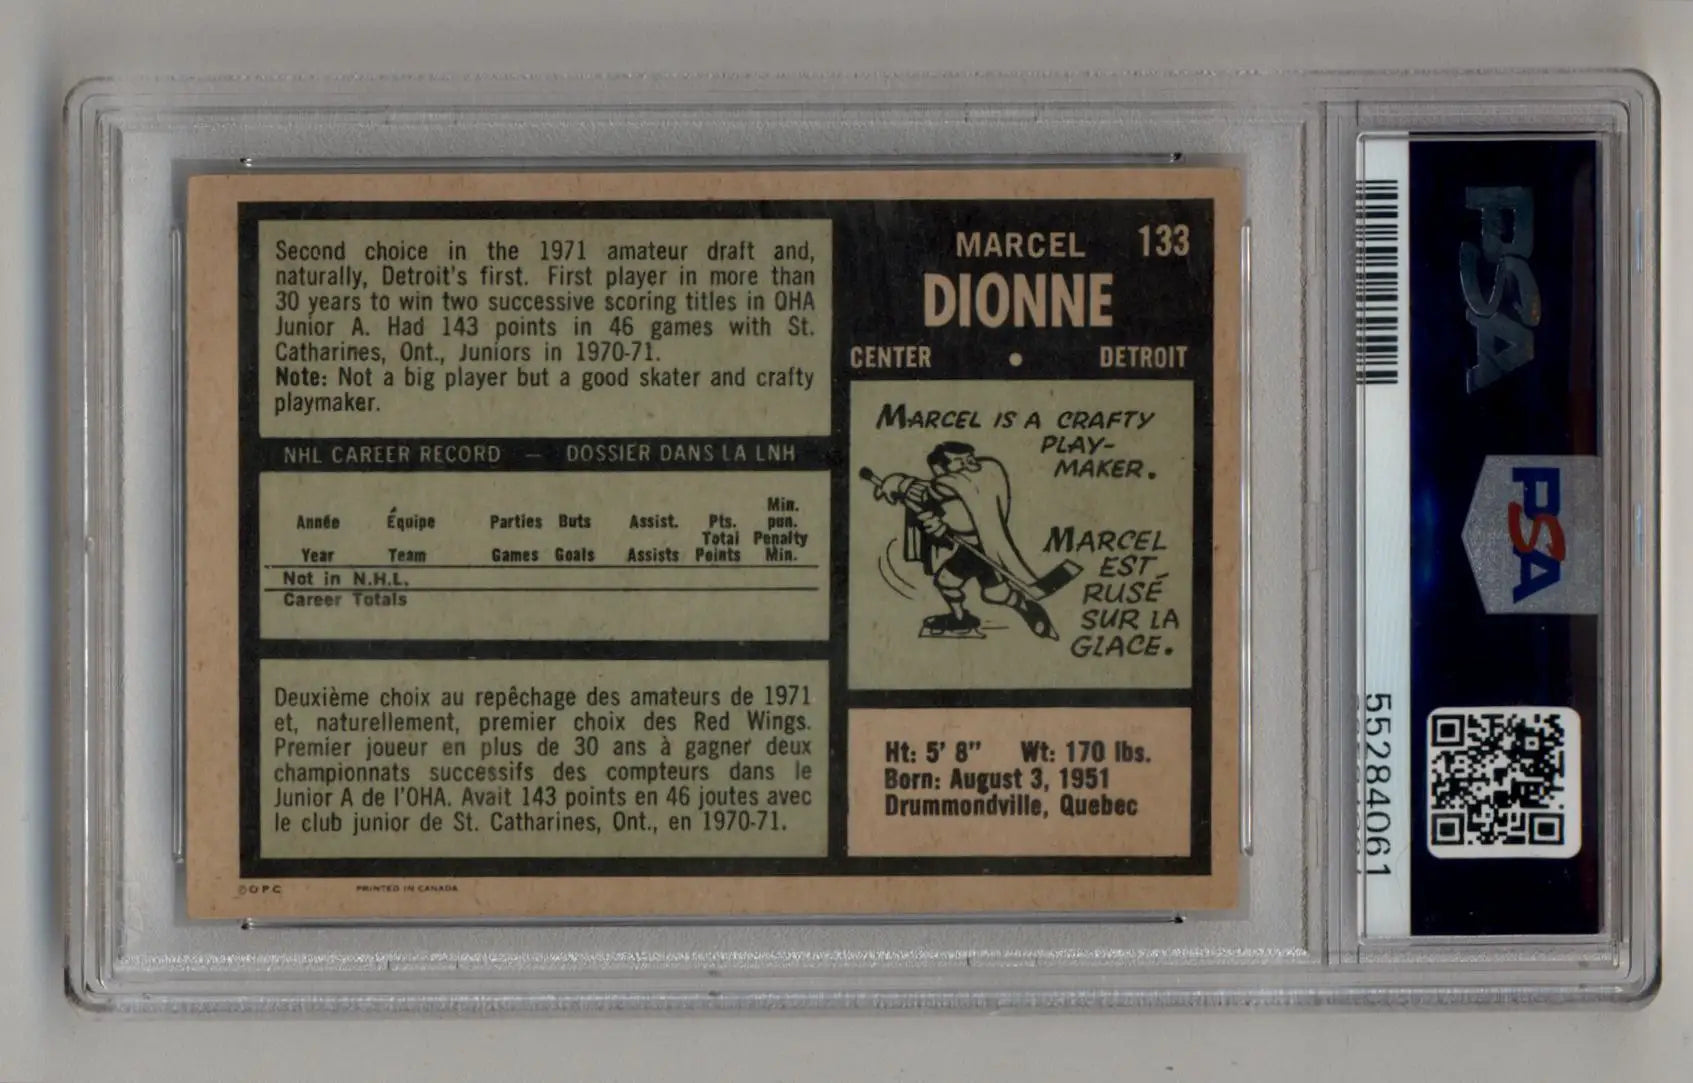 Second choice in the 1971 amateur draft and,
naturally, Detroit's first. First player in more than
30 years to win two successive scoring titles in OHA
Junior A. Had 143 points in 46 games with St.
Catharines, Ont., Juniors in 1970-71.
Note: Not a big player but a good skater and crafty
playmaker.
NHL CAREER RECORD — DOSSIER DANS LA LNH
Année Équipe Parties Buts Assist. Pts. Total Min. pun. Penalty
Year Team Games Goals Assists Points Min.
Not in N.H.L.
Career Totals
Deuxième choix au repêchage des amateurs de 1971
et, naturellement, premier choix des Red Wings.
Premier joueur en plus de 30 ans à gagner deux
championnats successifs des compteurs dans le
Junior A de l'OHA. Avait 143 points en 46 joutes avec
le club junior de St. Catharines, Ont., en 1970-71.
©OPC PRINTED IN CANADA
MARCEL 133
DIONNE
CENTER • DETROIT
MARCEL IS A CRAFTY
PLAY-
MAKER.
MARCEL
EST
RUSÉ
SUR LA
GLACE.
Ht: 5' 8" Wt: 170 lbs.
Born: August 3, 1951
Drummondville, Quebec
PSA
PSA
55284061